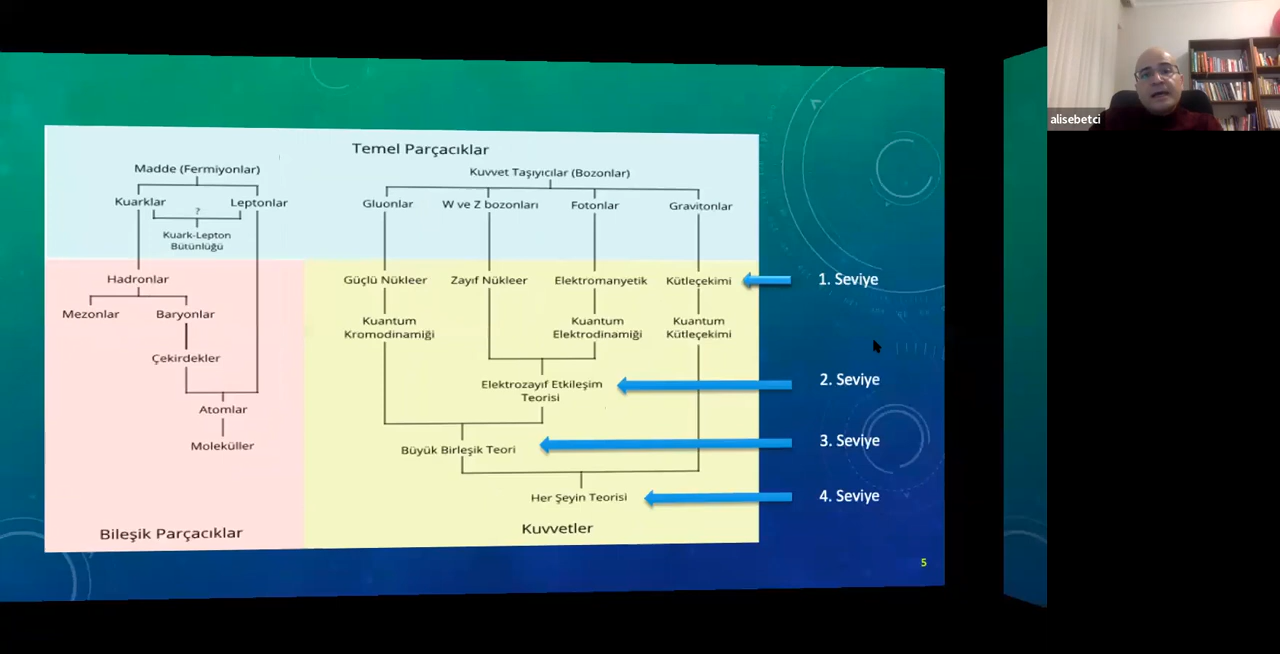 alisebetci
Temel Parçacıklar
Madde (Fermiyonlar)
Kuvvet Taşıyıcılar (Bozonlar)
Kuarklar
?
Leptonlar
Kuark-Lepton
Bütünlüğü
Gluonlar
W ve Z bozonları
Fotonlar
Gravitonlar
Hadronlar
Mezonlar
Baryonlar
Çekirdekler
Atomlar
Moleküller
Bileşik Parçacıklar
Güçlü Nükleer
Zayıf Nükleer
Elektromanyetik
Kütleçekimi
1. Seviye
Kuantum
Kromodinamiği
Kuantum
Elektrodinamiği
Kuantum
Kütleçekimi
Elektrozayıf Etkileşim
Teorisi
2. Seviye
Büyük Birleşik Teori
3. Seviye
Her Şeyin Teorisi
4. Seviye
Kuvvetler
5